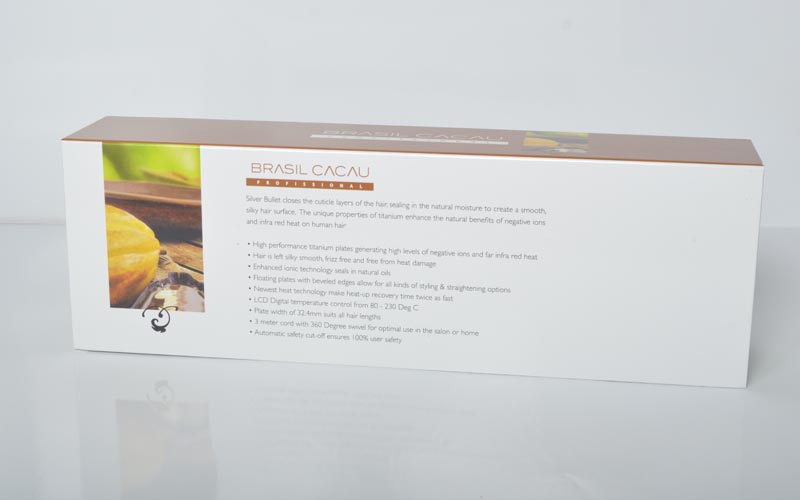 BRASIL CACAU
BRASIL CACAU
PROFISSIONAL
Silver Bullet closes the cuticle layers of the hair, sealing in the natural moisture to create a smooth,
silky hair surface. The unique properties of titanium enhance the natural benefits of negative ions
and infra red heat on human hair
• High performance titanium plates generating high levels of negative ions and far infra red heat
• Hair is left silky smooth, frizz free and free from heat damage
• Enhanced ionic technology seals in natural oils
• Floating plates with beveled edges allow for all kinds of styling & straightening options
• Newest heat technology make heat-up recovery time twice as fast
• LCD Digital temperature control from 80 - 230 Deg C
• Plate width of 32.4mm suits all hair lengths
• 3 meter cord with 360 Degree swivel for optimal use in the salon or home
• Automatic safety cut-off ensures 100% user safety